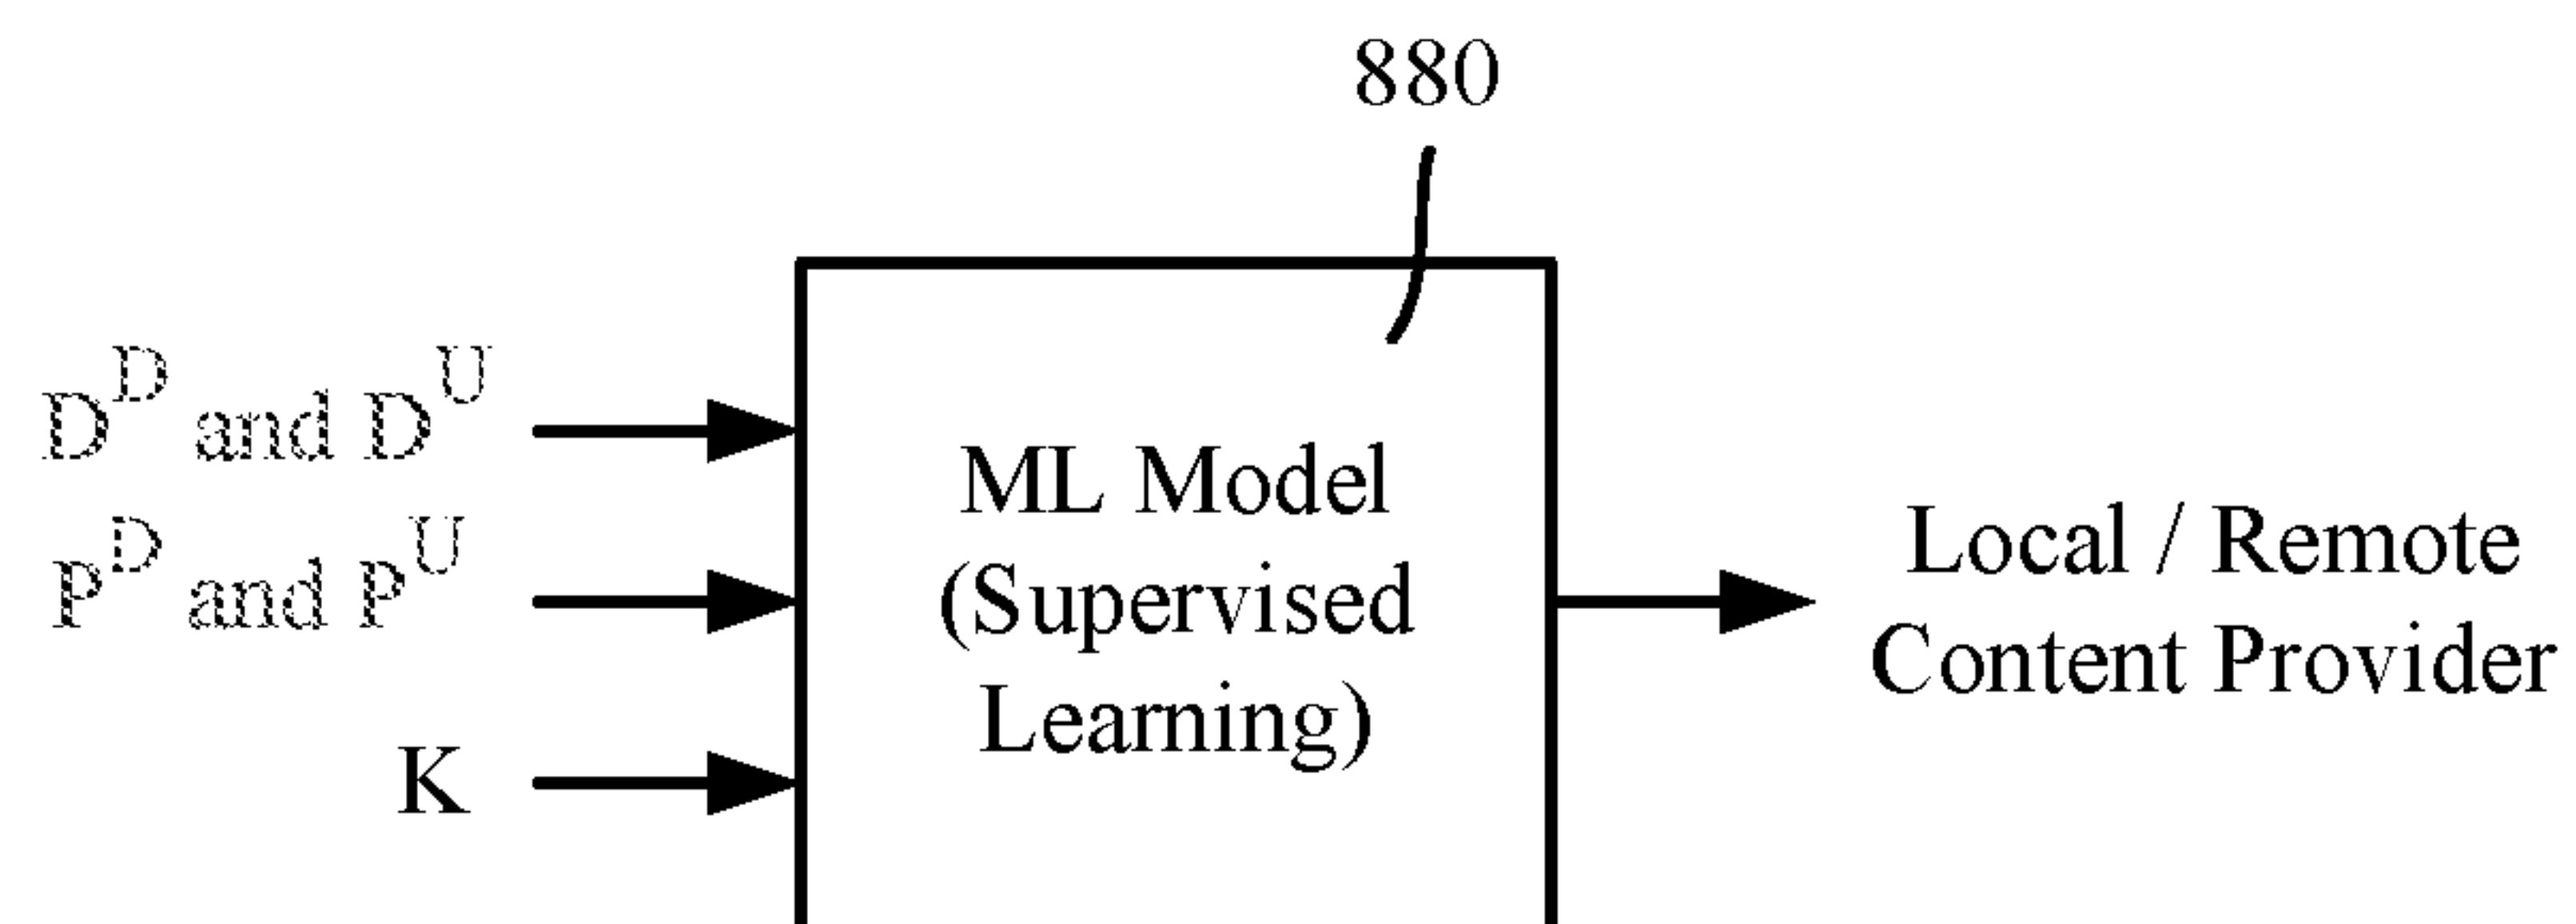 880
D^D and D^U
P^D and P^U
K
ML Model
(Supervised
Learning)
Local / Remote
Content Provider